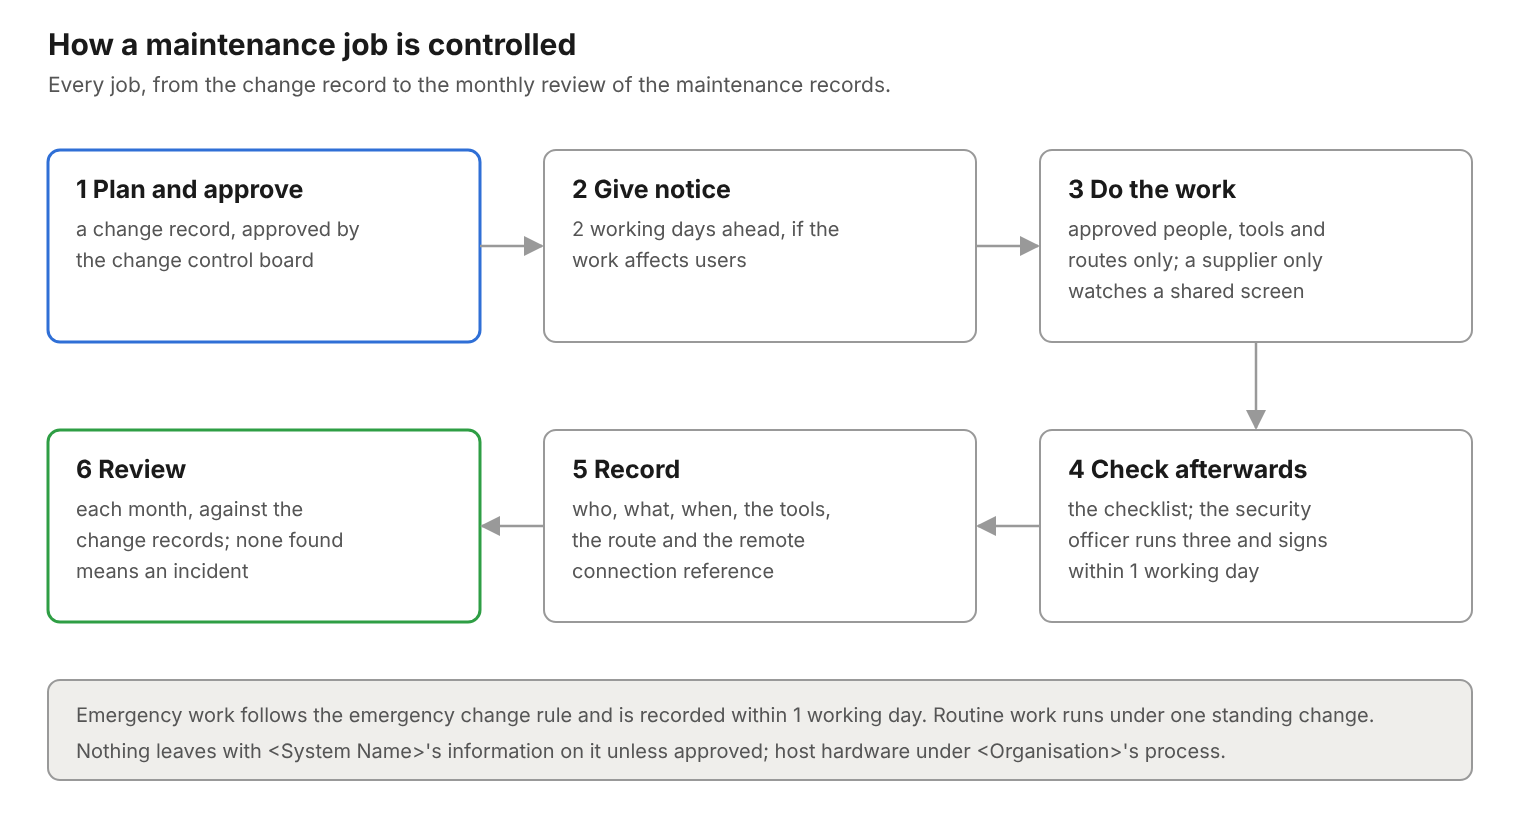 How a maintenance job is controlled
Every job, from the change record to the monthly review of the maintenance records.
1 Plan and approve
a change record, approved by
the change control board
2 Give notice
2 working days ahead, if the
work affects users
3 Do the work
approved people, tools and
routes only; a supplier only
watches a shared screen
4 Check afterwards
the checklist; the security
officer runs three and signs
within 1 working day
5 Record
who, what, when, the tools,
the route and the remote
connection reference
6 Review
each month, against the
change records; none found
means an incident
Emergency work follows the emergency change rule and is recorded within 1 working day. Routine work runs under one standing change.
Nothing leaves with <System Name>'s information on it unless approved; host hardware under <Organisation>'s process.